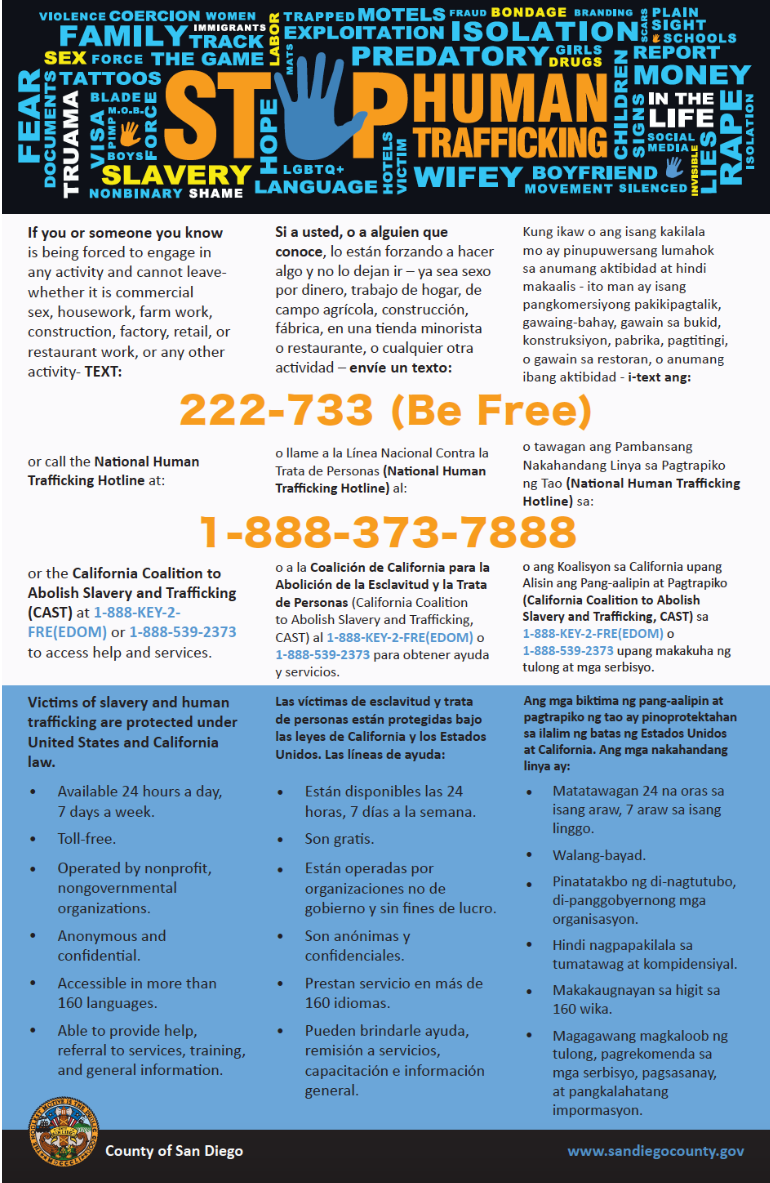 VIOLENCE COERCION WOMEN
IMMIGRANTS
LABOR
TRAPPED MOTELS FRAUD BONDAGE BRANDING
SCARS
PLAIN
SIGHT
SCHOOLS
FAMILY TRACK
EXPLOITATION ISOLATION
SEX FORCE THE GAME
MATS
PREDATORY GIRLS
DRUGS
CHILDREN
REPORT
FEAR
DOCUMENTS
TATTOOS
MONEY
TRUAMA
VISA
BLADE
M.O.B.
PIMP
BOYS
FORCE
STOP HUMAN
TRAFFICKING
HOPE
SIGNS
IN THE
LIFE
SOCIAL
MEDIA
LIES
RAPE
ISOLATION
INVISIBLE
SLAVERY
NONBINARY SHAME
LGBTQ+
LANGUAGE
HOTELS
VICTIM
WIFEY
BOYFRIEND
MOVEMENT SILENCED
If you or someone you know
is being forced to engage in
any activity and cannot leave-
whether it is commercial
sex, housework, farm work,
construction, factory, retail, or
restaurant work, or any other
activity- TEXT:
Si a usted, o a alguien que
conoce, lo están forzando a hacer
algo y no lo dejan ir – ya sea sexo
por dinero, trabajo de hogar, de
campo agrícola, construcción,
fábrica, en una tienda minorista
o restaurante, o cualquier otra
actividad – envíe un texto:
Kung ikaw o ang isang kakilala
mo ay pinupuwersang lumahok
sa anumang aktibidad at hindi
makaalis - ito man ay isang
pangkomersiyong pakikipagtalik,
gawaing-bahay, gawain sa bukid,
konstruksiyon, pabrika, pagtitingi,
o gawain sa restoran, o anumang
ibang aktibidad - i-text ang:
222-733 (Be Free)
or call the National Human
Trafficking Hotline at:
o llame a la Línea Nacional Contra la
Trata de Personas (National Human
Trafficking Hotline) al:
o tawagan ang Pambansang
Nakahandang Linya sa Pagtrapiko
ng Tao (National Human Trafficking
Hotline) sa:
1-888-373-7888
or the California Coalition to
Abolish Slavery and Trafficking
(CAST) at 1-888-KEY-2-
FRE(EDOM) or 1-888-539-2373
to access help and services.
o a la Coalición de California para la
Abolición de la Esclavitud y la Trata
de Personas (California Coalition
to Abolish Slavery and Trafficking,
CAST) al 1-888-KEY-2-FRE(EDOM) o
1-888-539-2373 para obtener ayuda
y servicios.
o ang Koalisyon sa California upang
Alisin ang Pang-aalipin at Pagtrapiko
(California Coalition to Abolish
Slavery and Trafficking, CAST) sa
1-888-KEY-2-FRE(EDOM) o
1-888-539-2373 upang makakuha ng
tulong at mga serbisyo.
Victims of slavery and human
trafficking are protected under
United States and California
law.
• Available 24 hours a day,
7 days a week.
• Toll-free.
• Operated by nonprofit,
nongovernmental
organizations.
• Anonymous and
confidential.
• Accessible in more than
160 languages.
• Able to provide help,
referral to services, training,
and general information.
Las víctimas de esclavitud y trata
de personas están protegidas bajo
las leyes de California y los Estados
Unidos. Las líneas de ayuda:
• Están disponibles las 24
horas, 7 días a la semana.
• Son gratis.
• Están operadas por
organizaciones no de
gobierno y sin fines de lucro.
• Son anónimas y
confidenciales.
• Prestan servicio en más de
160 idiomas.
• Pueden brindarle ayuda,
remisión a servicios,
capacitación e información
general.
Ang mga biktima ng pang-aalipin at
pagtrapiko ng tao ay pinoprotektahan
sa ilalim ng batas ng Estados Unidos
at California. Ang mga nakahandang
linya ay:
• Matatawagan 24 na oras sa
isang araw, 7 araw sa isang
linggo.
• Walang-bayad.
• Pinatatakbo ng di-nagtutubo,
di-panggobyernong mga
organisasyon.
• Hindi nagpapakilala sa
tumatawag at kompidensiyal.
• Makakaugnayan sa higit sa
160 wika.
• Magagawang magkaloob ng
tulong, pagrekomenda sa
mga serbisyo, pagsasanay,
at pangkalahatang
impormasyon.
County of San Diego
www.sandiegocounty.gov